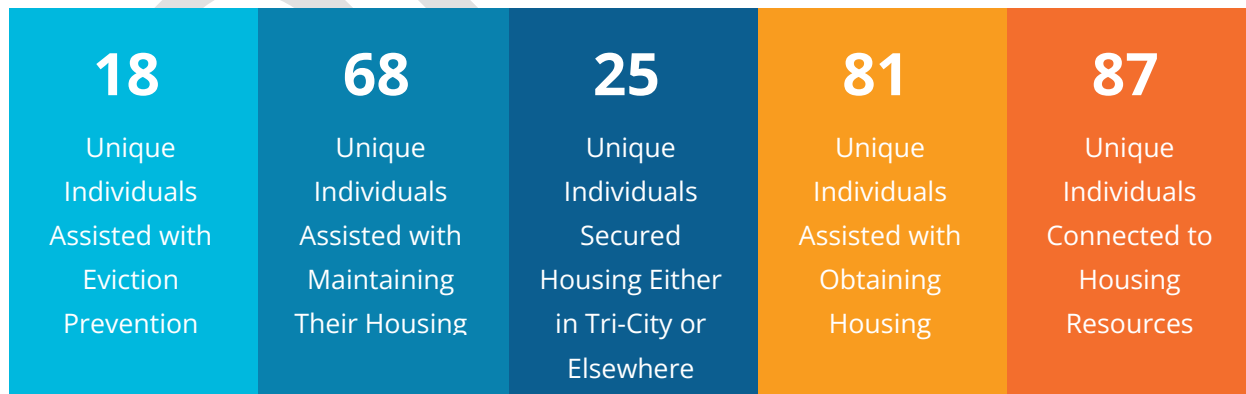 18
Unique
Individuals
Assisted with
Eviction
Prevention
68
Unique
Individuals
Assisted with
Maintaining
Their Housing
25
Unique
Individuals
Secured
Housing Either
in Tri-City or
Elsewhere
81
Unique
Individuals
Assisted with
Obtaining
Housing
87
Unique
Individuals
Connected to
Housing
Resources